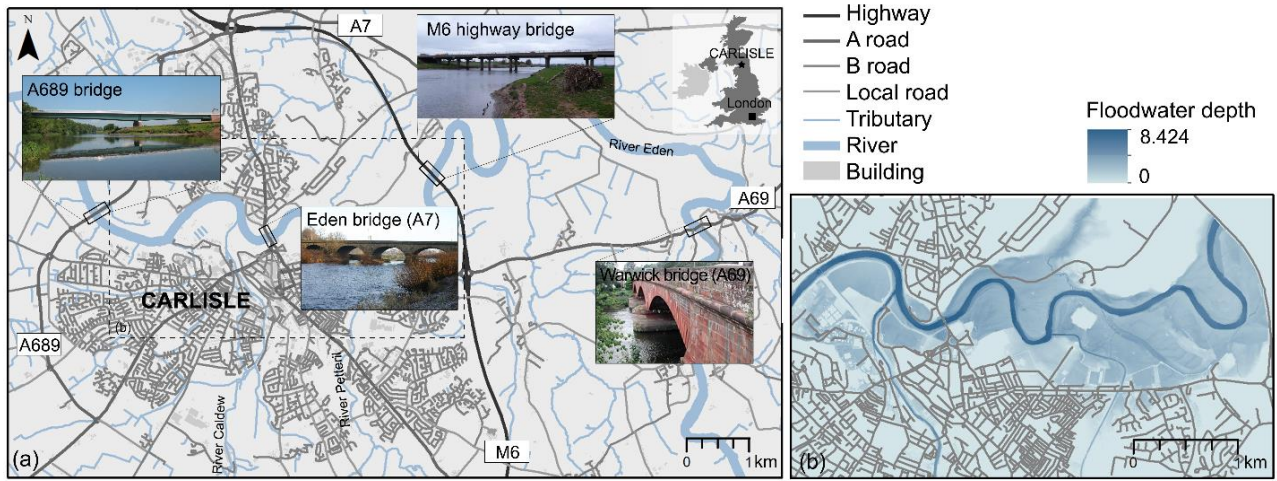 N
A7
M6 highway bridge
CARLISLE
London
A689 bridge
River Eden
A69
Eden bridge (A7)
Warwick bridge (A69)
CARLISLE
(b)
A689
River Caldew
River Petteril
M6
0 1km
(a)
Highway
A road
B road
Local road
Tributary
River
Building
Floodwater depth
8.424
0
(b)
0 1 km